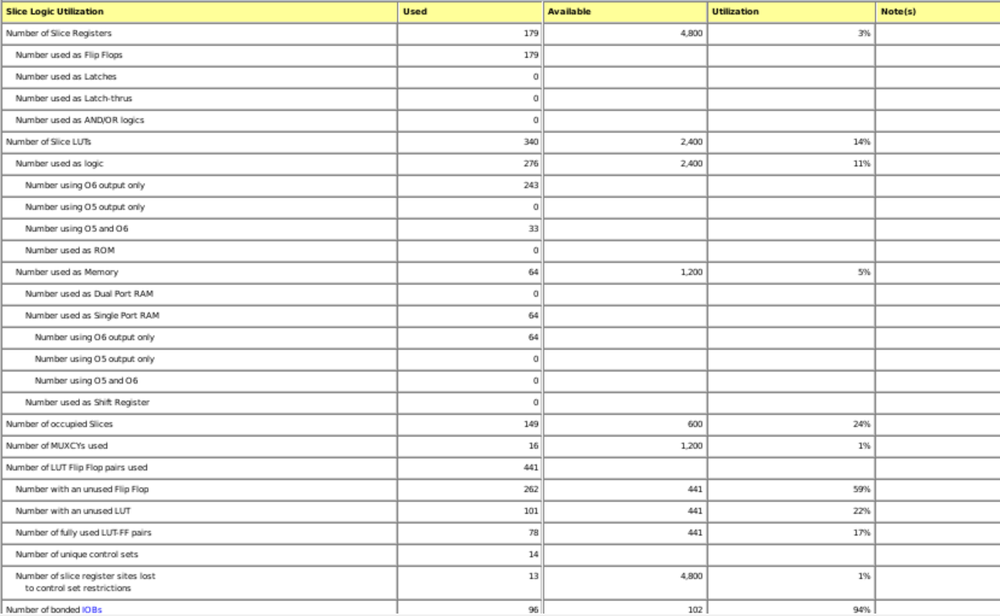 Slice Logic Utilization Used Available Utilization Note(s)
Number of Slice Registers 179 4,800 3%
Number used as Flip Flops 179
Number used as Latches 0
Number used as Latch-thrus 0
Number used as AND/OR logics 0
Number of Slice LUTs 340 2,400 14%
Number used as logic 276 2,400 11%
Number using O6 output only 243
Number using O5 output only 0
Number using O5 and O6 33
Number used as ROM 0
Number used as Memory 64 1,200 5%
Number used as Dual Port RAM 0
Number used as Single Port RAM 64
Number using O6 output only 64
Number using O5 output only 0
Number using O5 and O6 0
Number used as Shift Register 0
Number of occupied Slices 149 600 24%
Number of MUXCYs used 16 1,200 1%
Number of LUT Flip Flop pairs used 441
Number with an unused Flip Flop 262 441 59%
Number with an unused LUT 101 441 22%
Number of fully used LUT-FF pairs 78 441 17%
Number of unique control sets 14
Number of slice register sites lost 13 4,800 1%
to control set restrictions
Number of bonded IOBs 96 102 94%